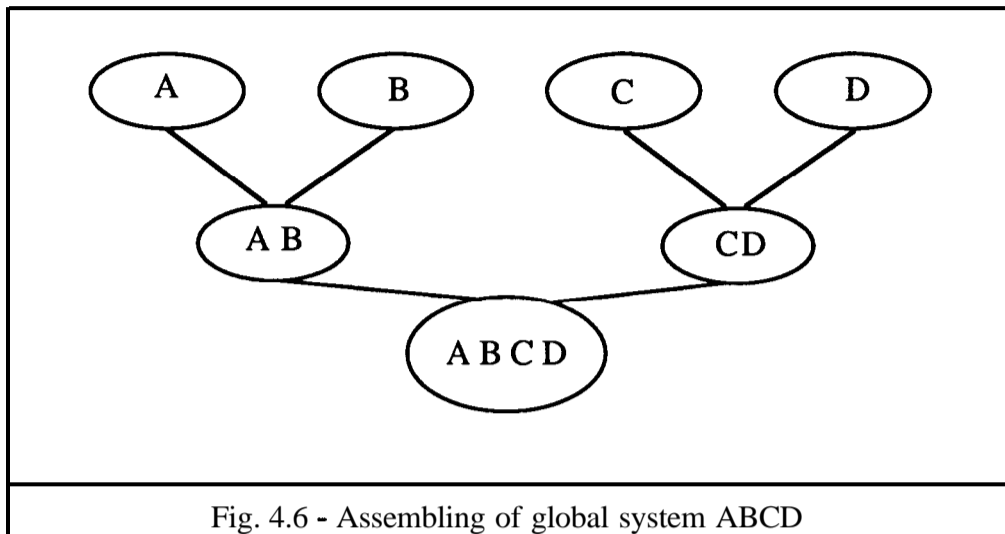 A B C D
A B CD
A B C D
Fig. 4.6 - Assembling of global system ABCD